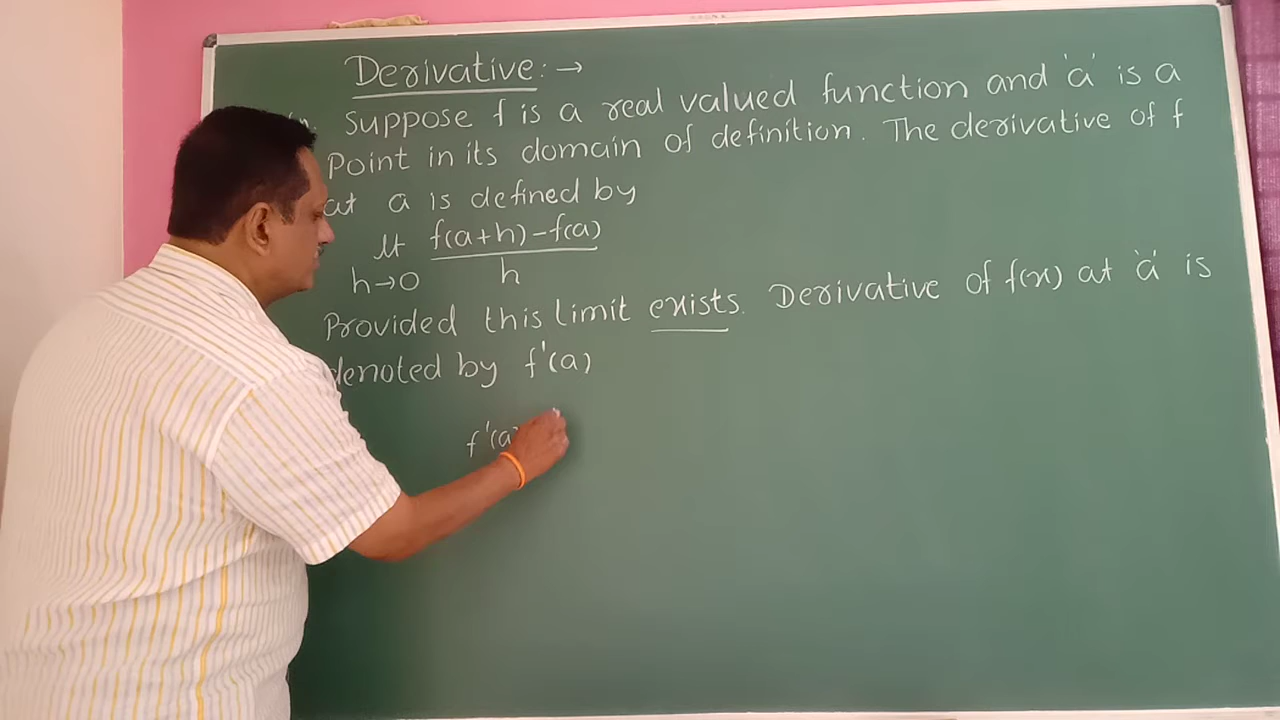 Derivative:→
suppose f is a real valued function and 'a' is a
Point in its domain of definition. The derivative of f
at a is defined by
lt f(a+h)-f(a)
h→0 h
Provided this limit exists. Derivative of f(x) at 'a' is
denoted by f'(a)
f'(a)